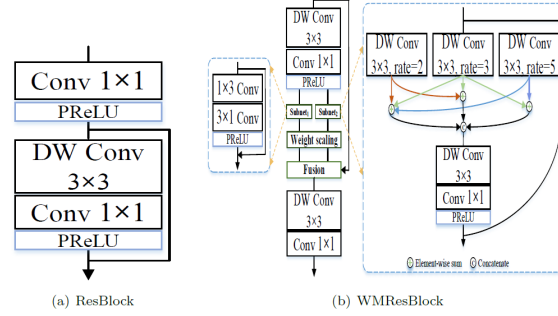 Conv 1×1
PReLU
DW Conv
3×3
Conv 1×1
PReLU
(a) ResBlock
1×3 Conv
3×1 Conv
PReLU
DW Conv
3×3
Conv 1×1
PReLU
Subnet1 Subnet2
Weight scaling
Fusion
DW Conv
3×3
Conv 1×1
DW Conv
3×3, rate=2
DW Conv
3×3, rate=3
DW Conv
3×3, rate=5
DW Conv
3×3
Conv 1×1
PReLU
Element-wise sum
C Concatenate
(b) WMResBlock